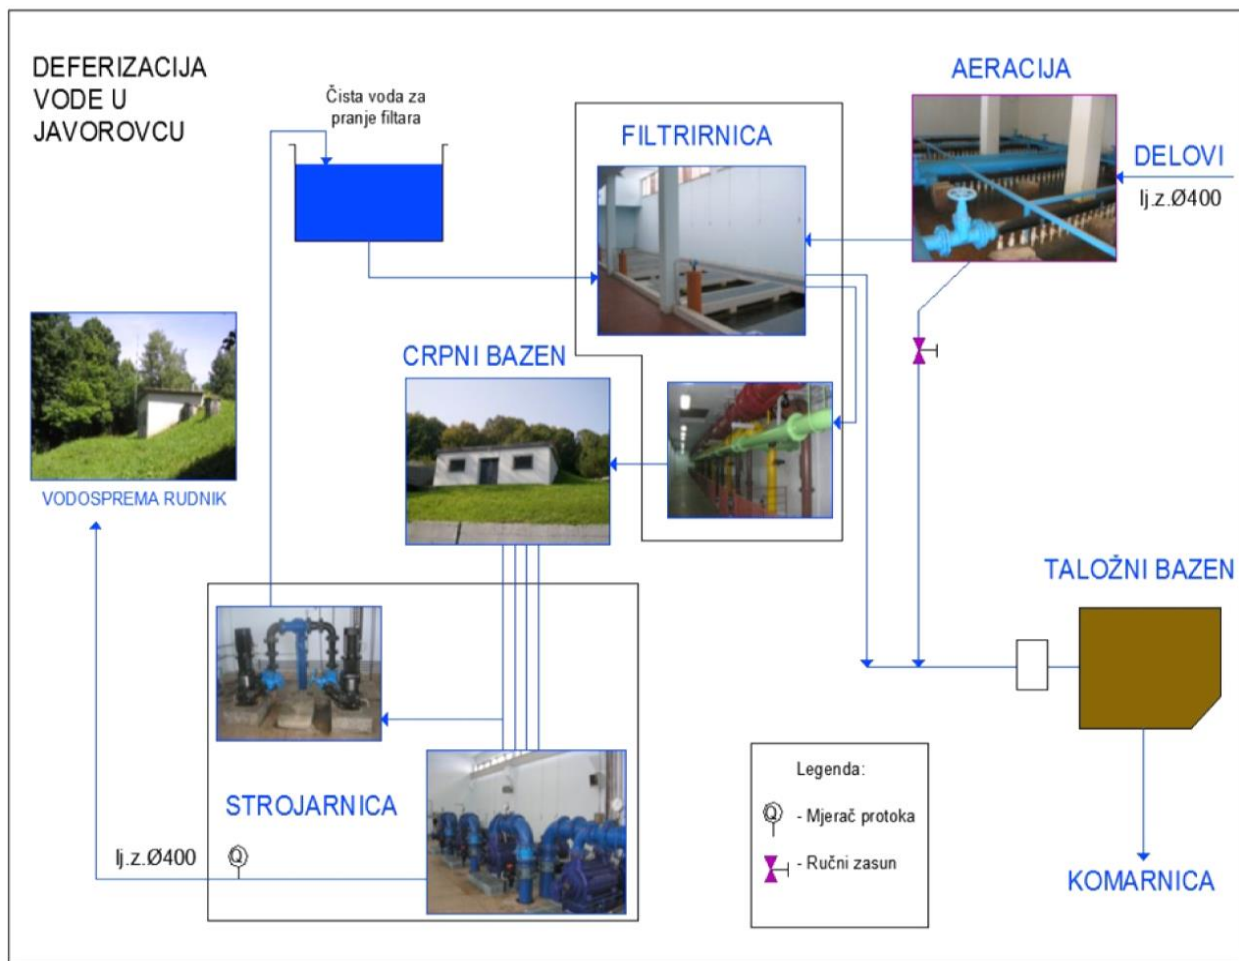 DEFERIZACIJA
VODE U
JAVOROVCU
Čista voda za
pranje filtara
FILTRIRNICA
AERACIJA
DELOVI
lj.z.Ø400
CRPNI BAZEN
VODOSPREMA RUDNIK
TALOŽNI BAZEN
STROJARNICA
lj.z.Ø400
Q
Legenda:
Q - Mjerač protoka
- Ručni zasun
KOMARNICA